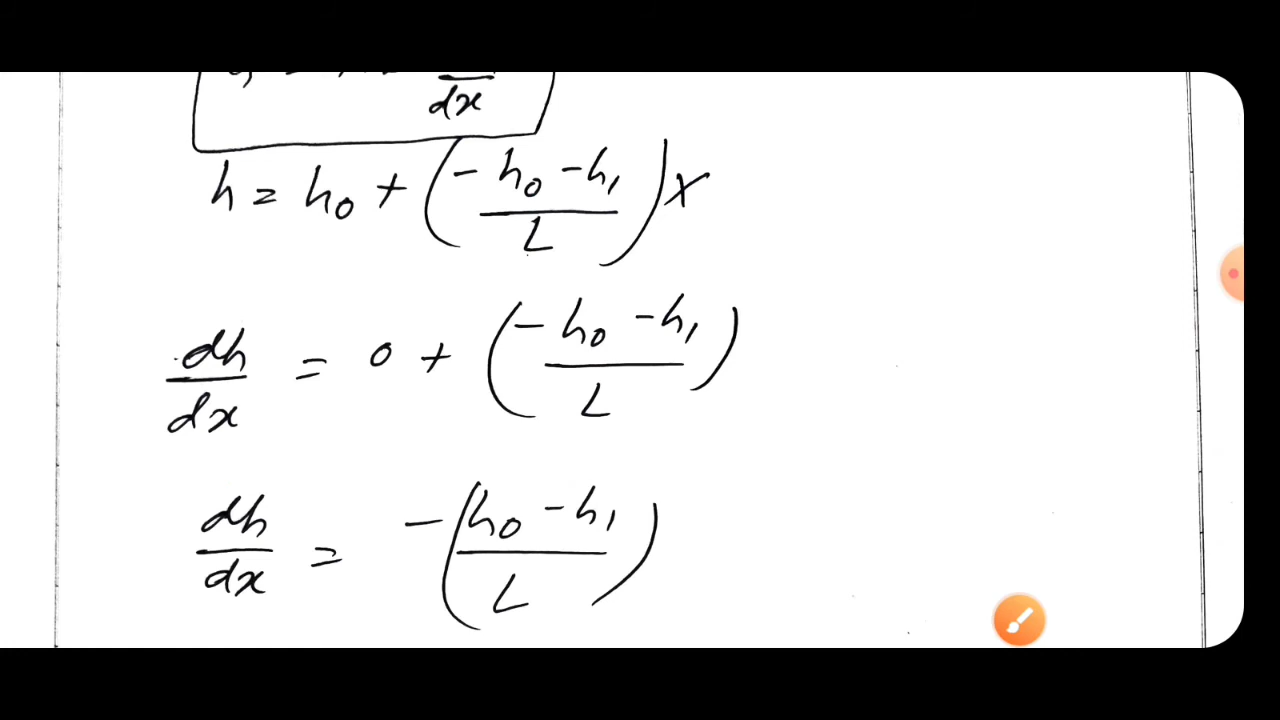 dx
h = h₀ + (-h₀ - h₁ / L) x
dh/dx = 0 + (-h₀ - h₁ / L)
dh/dx = -(h₀ - h₁ / L)